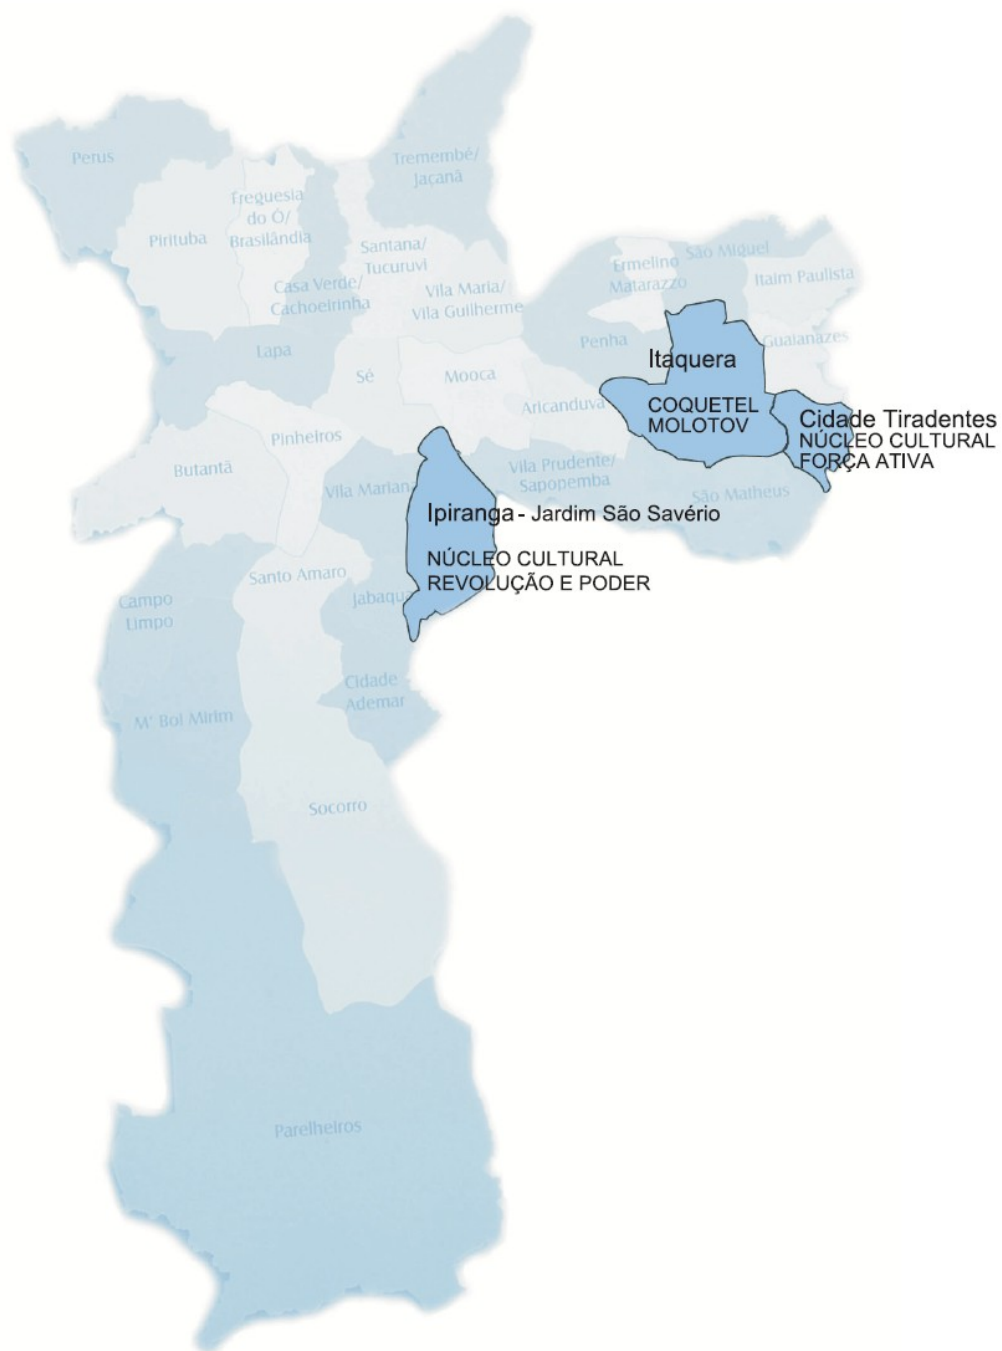 Perus
Tremembé/
Jaçanã
Freguesia
do Ó/
Brasilândia
Pirituba
Santana/
Tucuruvi
Casa Verde/
Cachoeirinha
Vila Maria/
Vila Guilherme
Ermelino
Matarazzo
São Miguel
Itaim Paulista
Lapa
Sé
Mooca
Penha
Guaianazes
Itaquera
COQUETEL
MOLOTOV
Aricanduva
Cidade Tiradentes
NÚCLEO CULTURAL
FORÇA ATIVA
Pinheiros
Butantã
Vila Prudente/
Sapopemba
São Matheus
Vila Marian
Ipiranga - Jardim São Savério
NÚCLEO CULTURAL
REVOLUÇÃO E PODER
Santo Amaro
Jabaqua
Campo
Limpo
Cidade
Ademar
M' Boi Mirim
Socorro
Parelheiros